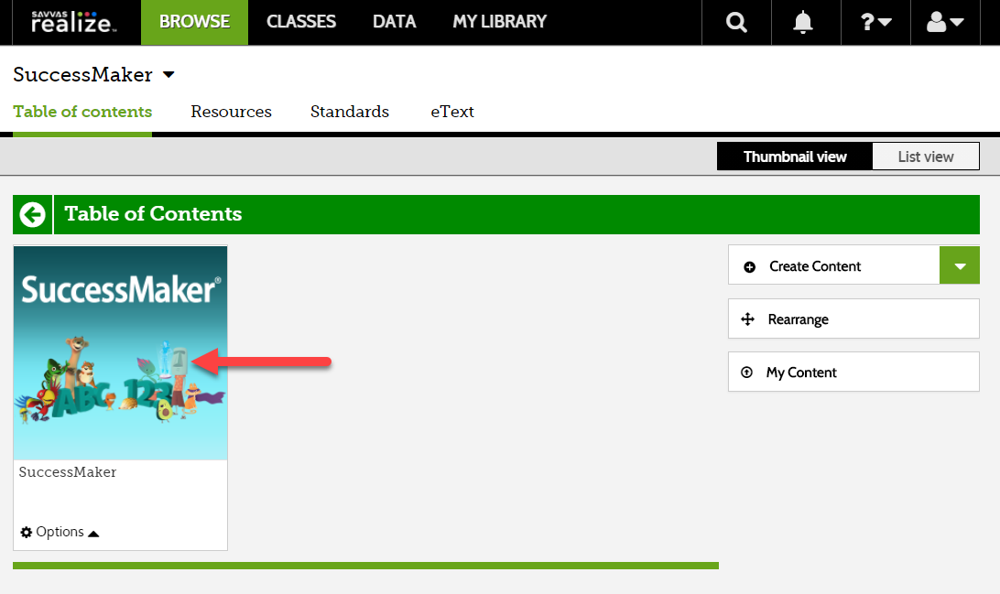 SAVVAS
realize™
BROWSE CLASSES DATA MY LIBRARY ?
SuccessMaker
Table of contents Resources Standards eText
Thumbnail view List view
Table of Contents
SuccessMaker®
ABC 123
SuccessMaker
Options
Create Content
Rearrange
My Content